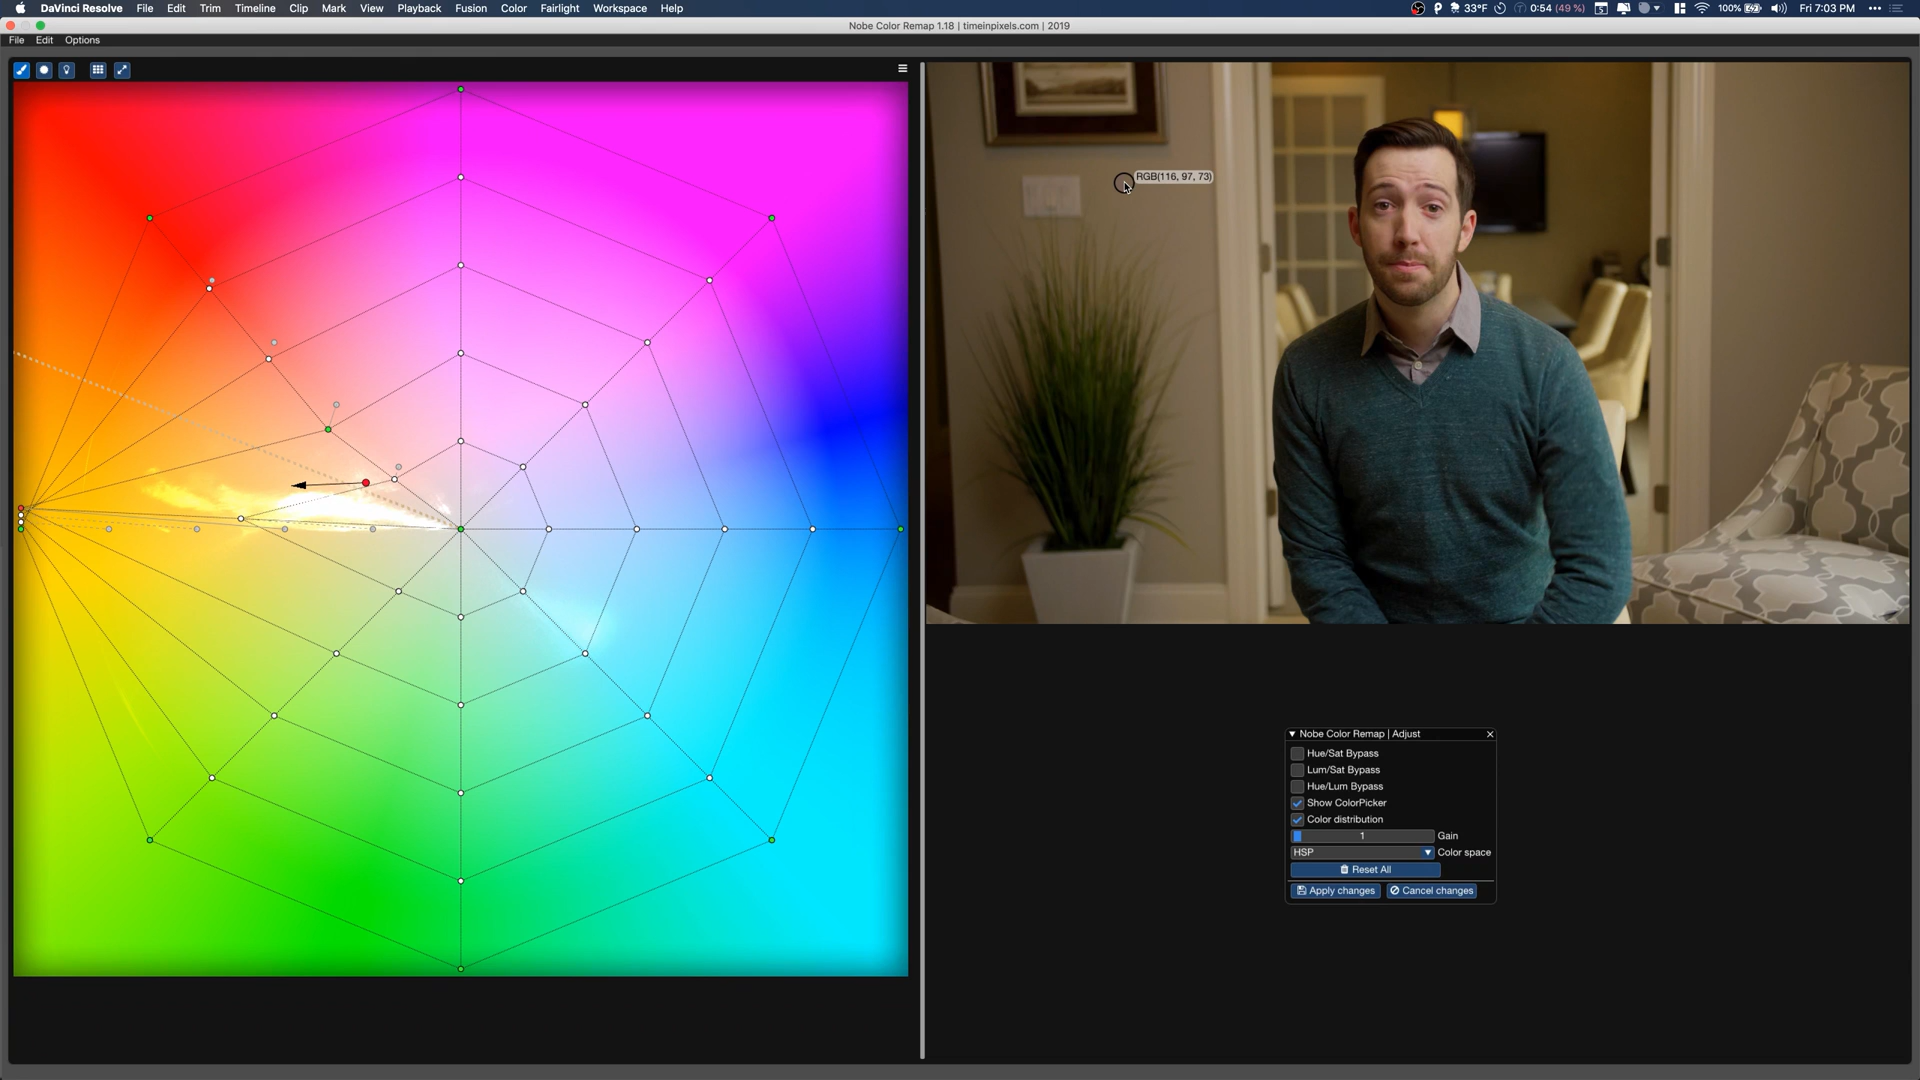 DaVinci Resolve File Edit Trim Timeline Clip Mark View Playback Fusion Color Fairlight Workspace Help 33°F 0:54 (49 %) 5 100% Fri 7:03 PM
Nobe Color Remap 1.18 | timeinpixels.com | 2019
File Edit Options
RGB(116, 97, 73)
Nobe Color Remap | Adjust
Hue/Sat Bypass
Lum/Sat Bypass
Hue/Lum Bypass
Show ColorPicker
Color distribution
1 Gain
HSP Color space
Reset All
Apply changes Cancel changes